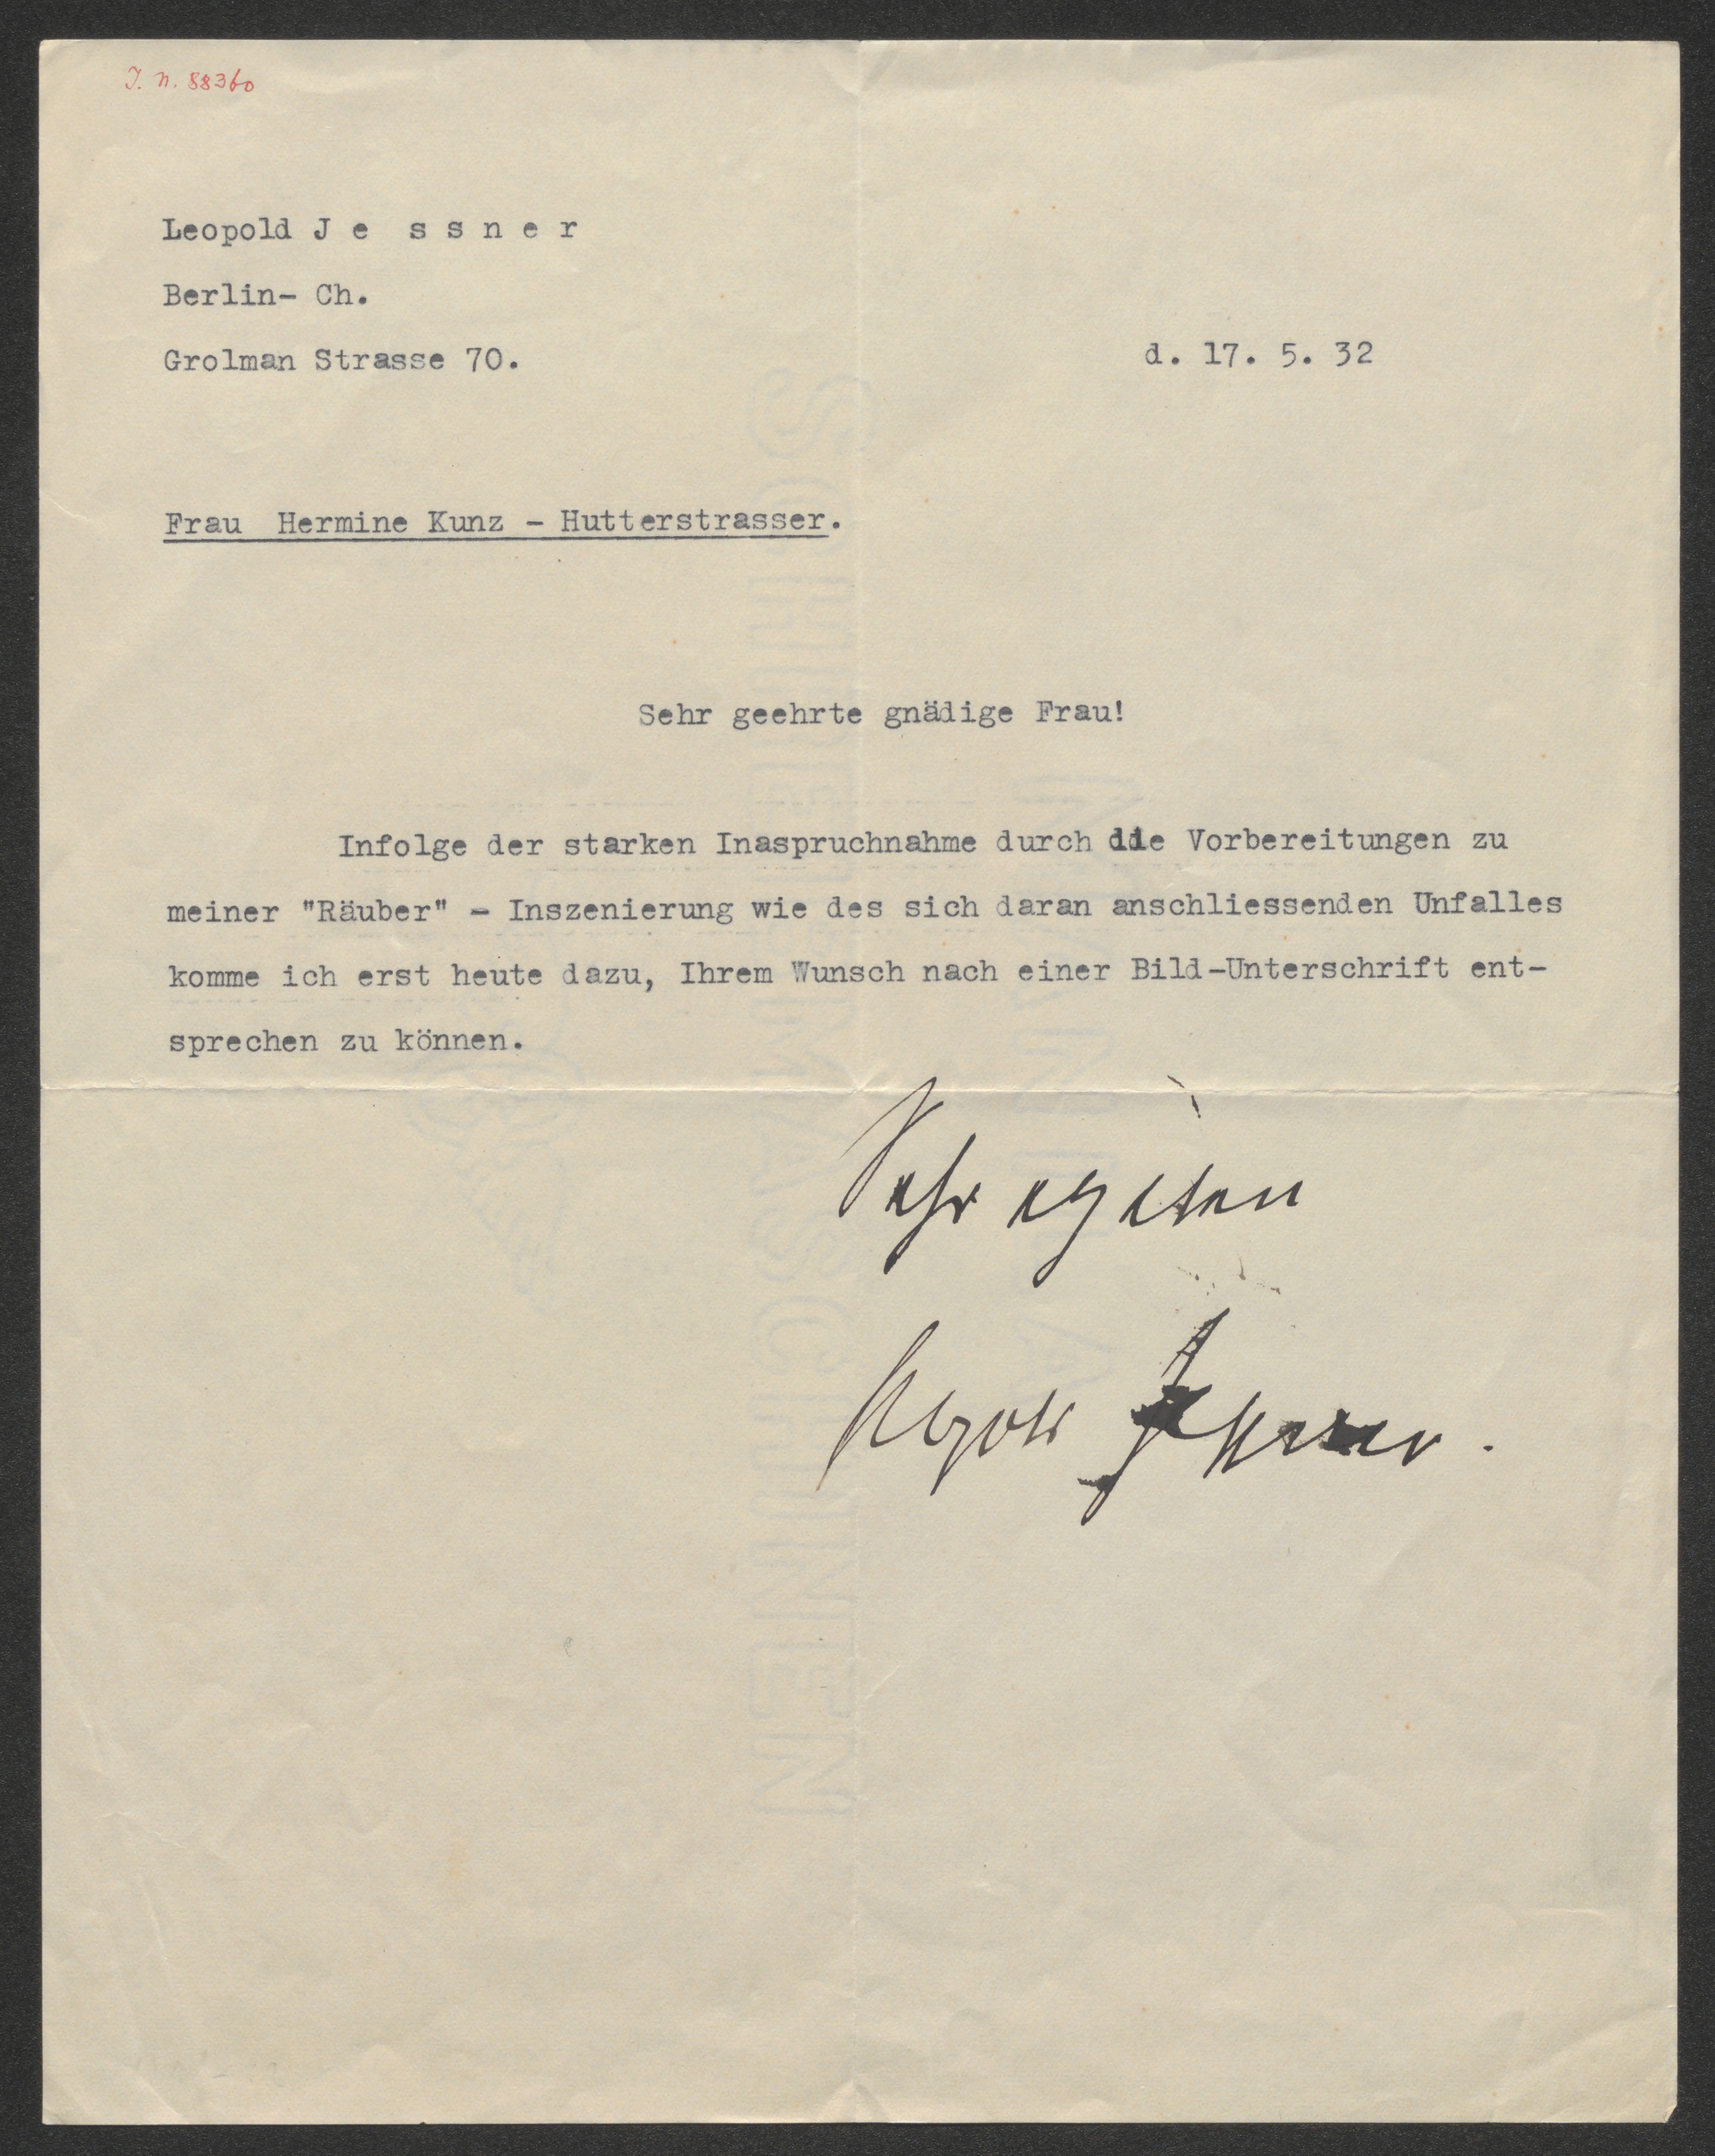 J. N. 88360
Leopold J e  s s n e r
Berlin- Ch.
Grolman Strasse 70.
d. 17. 5. 32
Frau  Hermine Kunz - Hutterstrasser.
Sehr geehrte gnädige Frau!
Infolge der starken Inaspruchnahme durch die Vorbereitungen zu
meiner "Räuber" - Inszenierung wie des sich daran anschliessenden Unfalles
komme ich erst heute dazu, Ihrem Wunsch nach einer Bild-Unterschrift ent-
sprechen zu können.
Sehr ergeben
Leopold Jessner.
SCHREIBMASCHINEN